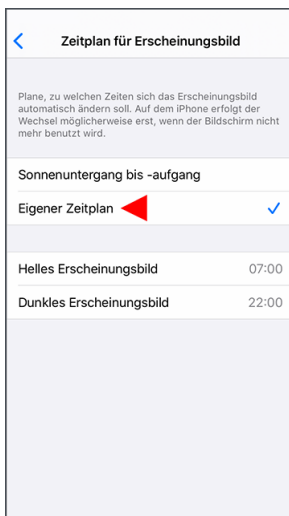 Zeitplan für Erscheinungsbild
Plane, zu welchen Zeiten sich das Erscheinungsbild
automatisch ändern soll. Auf dem iPhone erfolgt der
Wechsel möglicherweise erst, wenn der Bildschirm nicht
mehr benutzt wird.
Sonnenuntergang bis -aufgang
Eigener Zeitplan
Helles Erscheinungsbild 07:00
Dunkles Erscheinungsbild 22:00